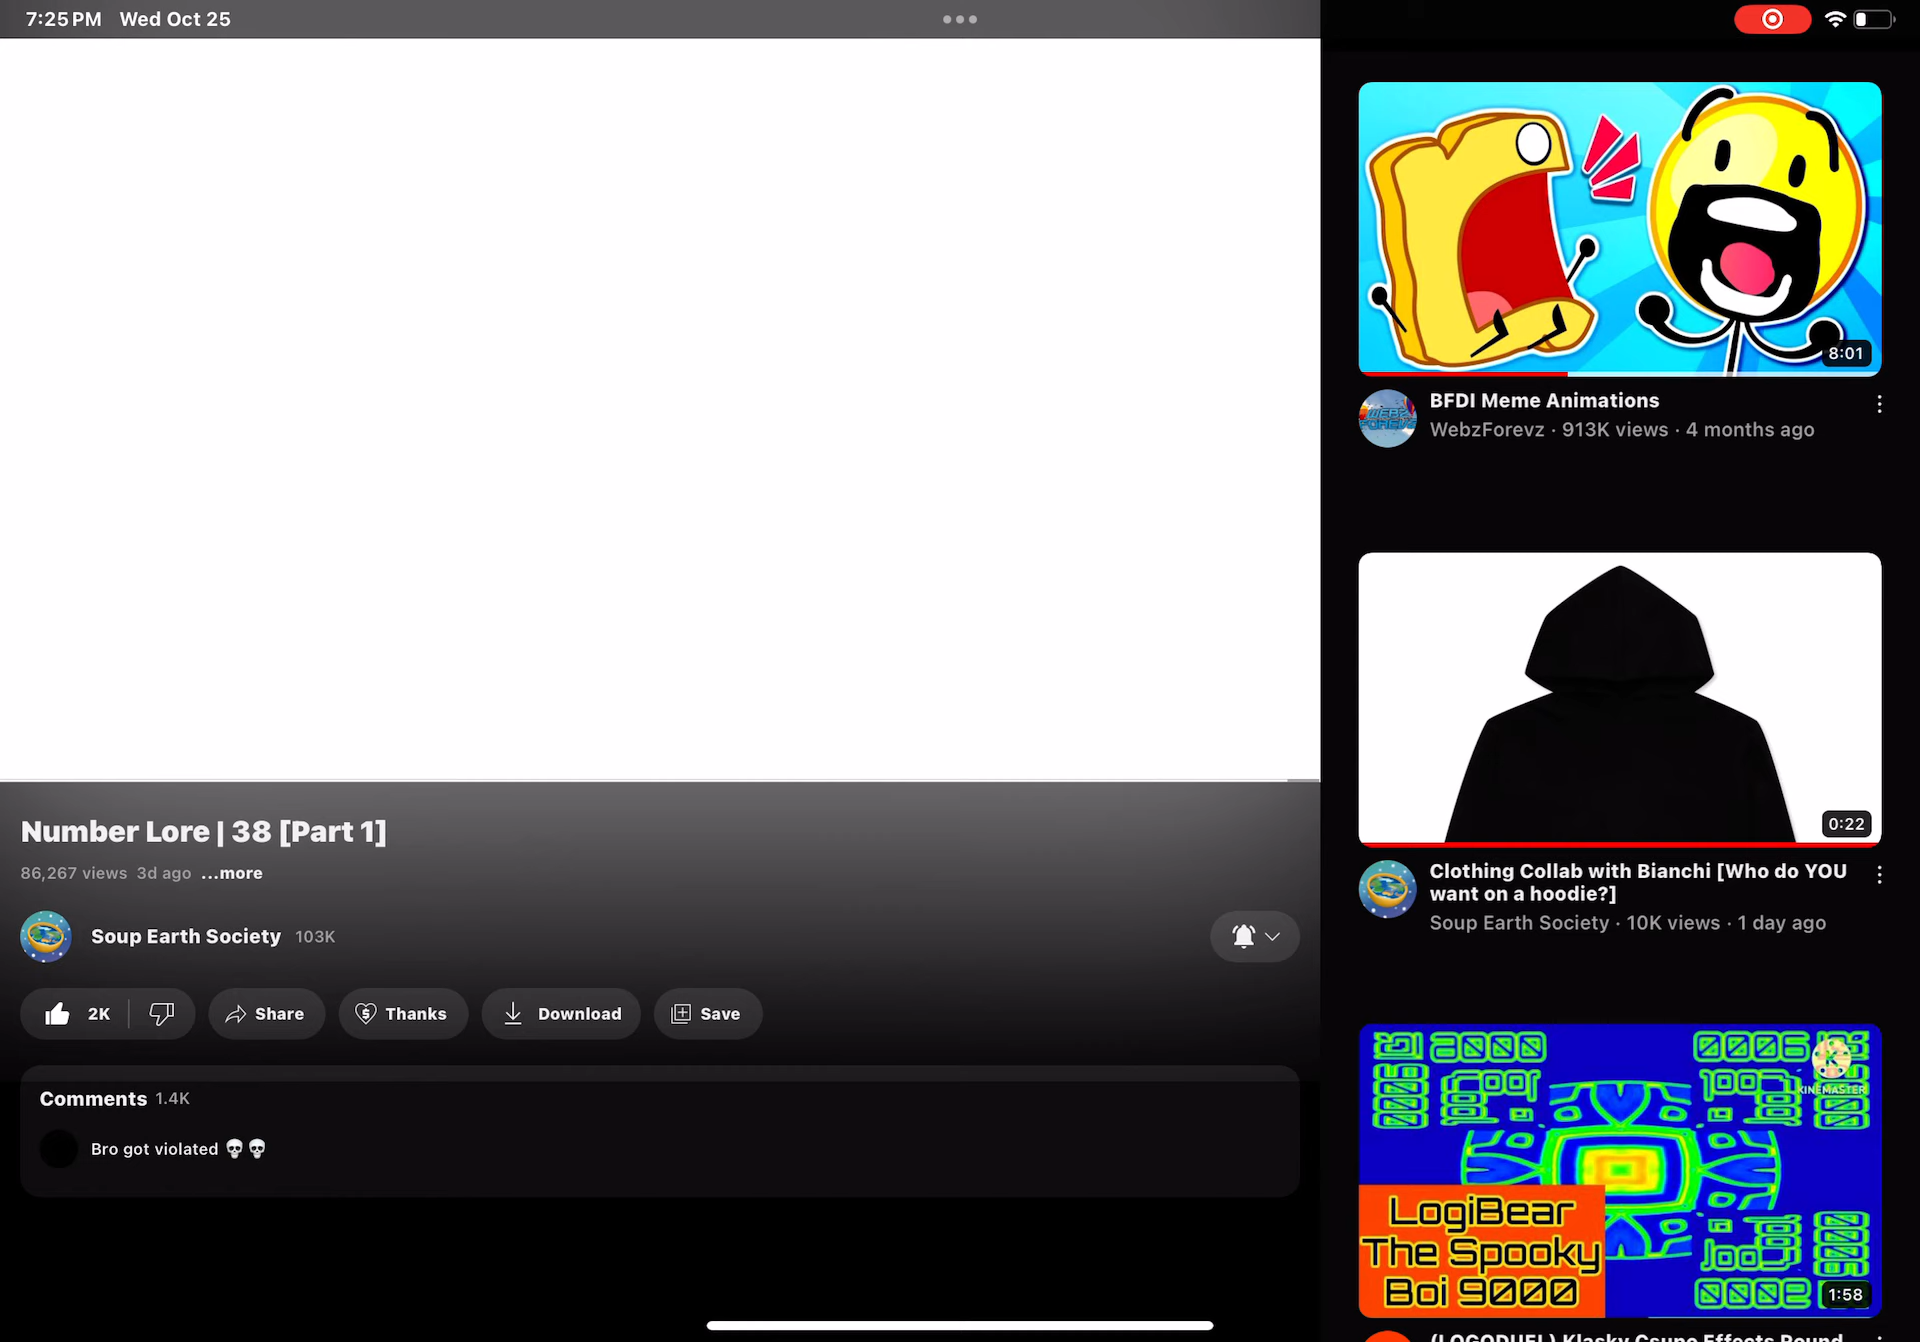 7:25 PM Wed Oct 25
Number Lore | 38 [Part 1]
86,267 views 3d ago ...more
Soup Earth Society 103K
2K
Share
Thanks
Download
Save
Comments 1.4K
Bro got violated 💀💀
8:01
WEBZ
FOREVZ
BFDI Meme Animations
WebzForevz · 913K views · 4 months ago
0:22
Clothing Collab with Bianchi [Who do YOU
want on a hoodie?]
Soup Earth Society · 10K views · 1 day ago
KINEMASTER
LogiBear
The Spooky
Boi 9000
1:58